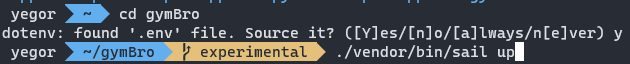 yegor ~ cd gymBro
dotenv: found '.env' file. Source it? ([Y]es/[n]o/[a]lways/n[e]ver) y
yegor ~/gymBro experimental ./vendor/bin/sail up